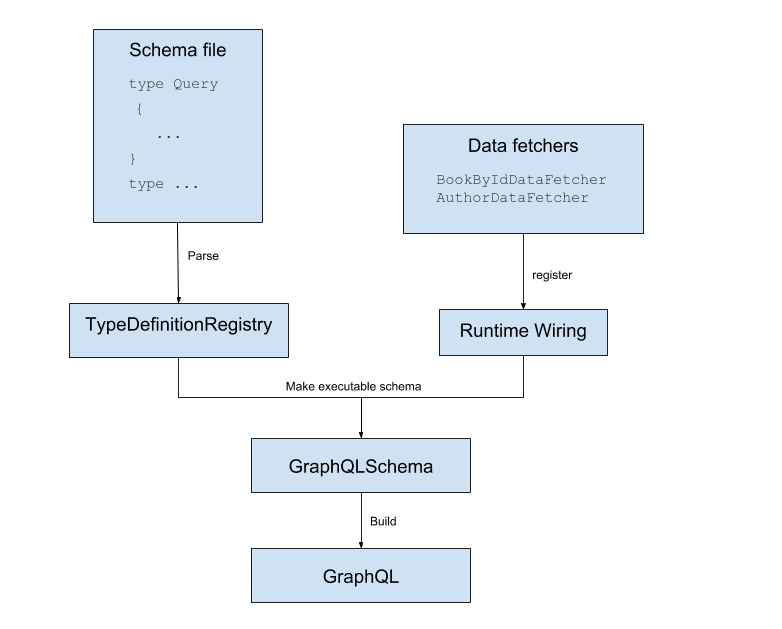 Schema file
type Query
{
...
}
type ...
Data fetchers
BookByIdDataFetcher
AuthorDataFetcher
Parse
register
TypeDefinitionRegistry
Runtime Wiring
Make executable schema
GraphQLSchema
Build
GraphQL